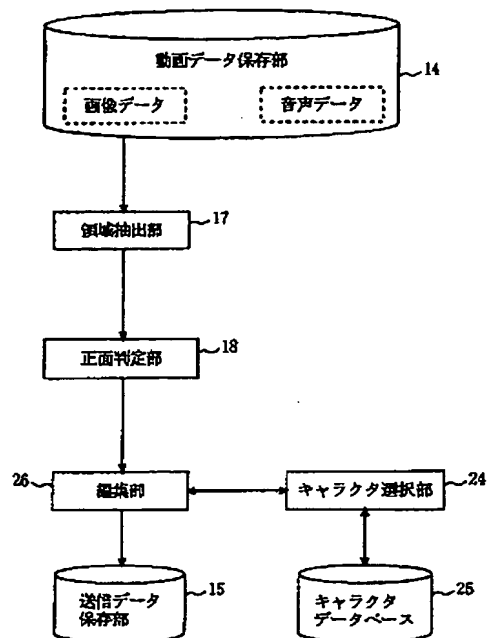 動画データ保存部
14
画像データ
音声データ
領域抽出部
17
正面判定部
18
26
編集部
キャラクタ選択部
24
送信データ
保存部
15
キャラクタ
データベース
25